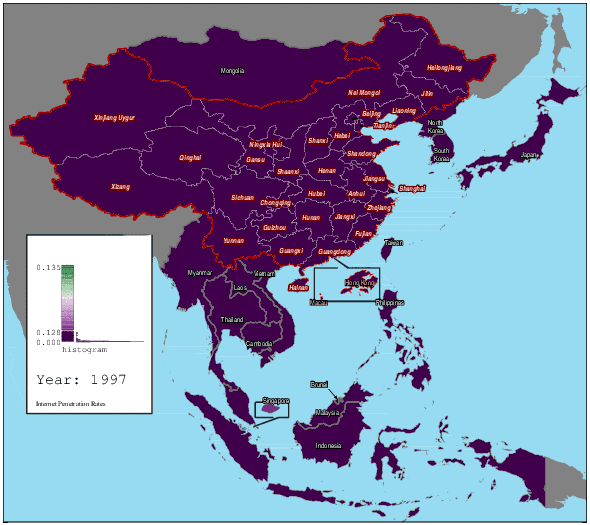 Mongolia
Heilongjiang
Jilin
Nei Mongol
Liaoning
Beijing
Tianjin
Xinjiang Uygur
North
Korea
Hebei
Shanxi
Ningxia Hui
South
Korea
Japan
Shandong
Qinghai
Gansu
Shaanxi
Henan
Jiangsu
Xizang
Shanghai
Sichuan
Hubei
Anhui
Chongqing
Zhejiang
Hunan
Jiangxi
Guizhou
Fujian
Yunnan
Guangxi
Guangdong
Taiwan
Myanmar
Vietnam
Laos
Hainan
Hong Kong
Macau
Philippines
Thailand
Cambodia
Brunei
Singapore
Malaysia
Indonesia
0.135
0.128
0.000
histogram
Year: 1997
Internet Penetration Rates